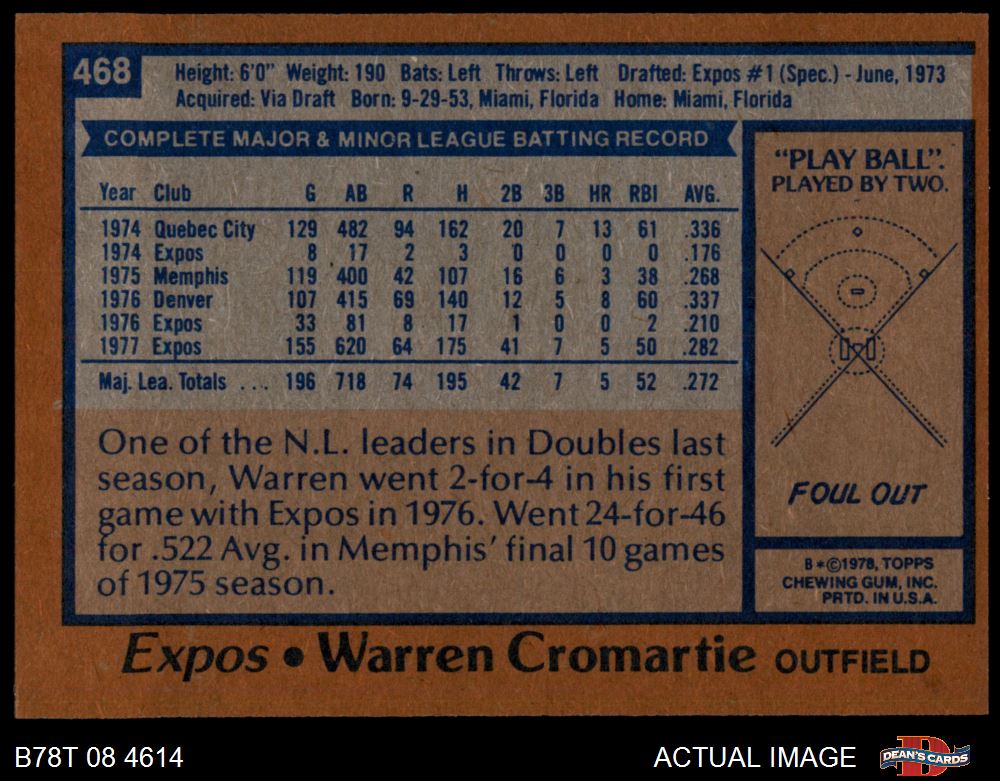 468
Height: 6'0" Weight: 190 Bats: Left Throws: Left Drafted: Expos #1 (Spec.) - June, 1973
Acquired: Via Draft Born: 9-29-53, Miami, Florida Home: Miami, Florida
COMPLETE MAJOR & MINOR LEAGUE BATTING RECORD
Year Club G AB R H 2B 3B HR RBI AVG.
1974 Quebec City 129 482 94 162 20 7 13 61 .336
1974 Expos 8 17 2 3 0 0 0 0 .176
1975 Memphis 119 400 42 107 16 6 3 38 .268
1976 Denver 107 415 69 140 12 5 8 60 .337
1976 Expos 33 81 8 17 1 0 0 2 .210
1977 Expos 155 620 64 175 41 7 5 50 .282
Maj. Lea. Totals ... 196 718 74 195 42 7 5 52 .272
One of the N.L. leaders in Doubles last
season, Warren went 2-for-4 in his first
game with Expos in 1976. Went 24-for-46
for .522 Avg. in Memphis' final 10 games
of 1975 season.
"PLAY BALL".
PLAYED BY TWO.
FOUL OUT
B*©1978, TOPPS
CHEWING GUM, INC.
PRTD. IN U.S.A.
Expos • Warren Cromartie OUTFIELD
B78T 08 4614
ACTUAL IMAGE
DEAN'S CARDS